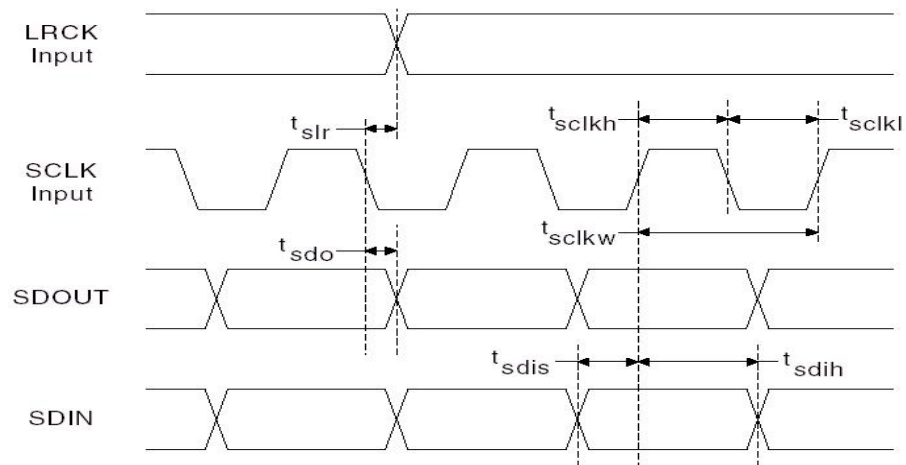 LRCK
Input
tslr
tsclkh
tsclkl
SCLK
Input
tsclkw
tsdo
SDOUT
tsdis
tsdih
SDIN